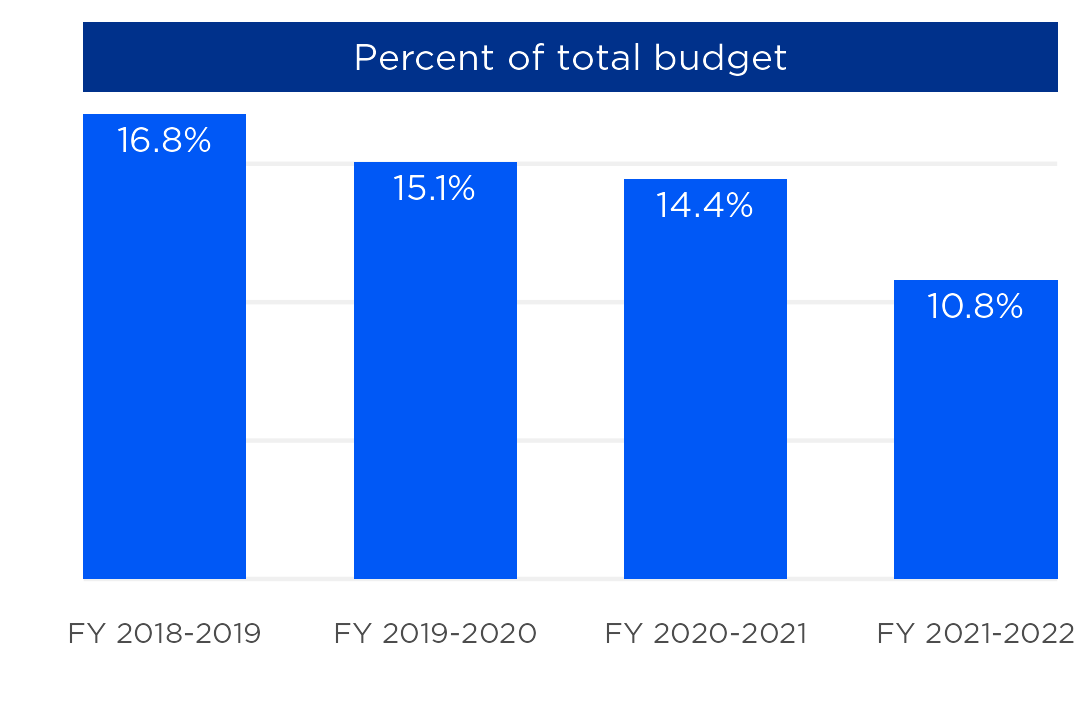 Percent of total budget
16.8%
15.1%
14.4%
10.8%
FY 2018-2019
FY 2019-2020
FY 2020-2021
FY 2021-2022